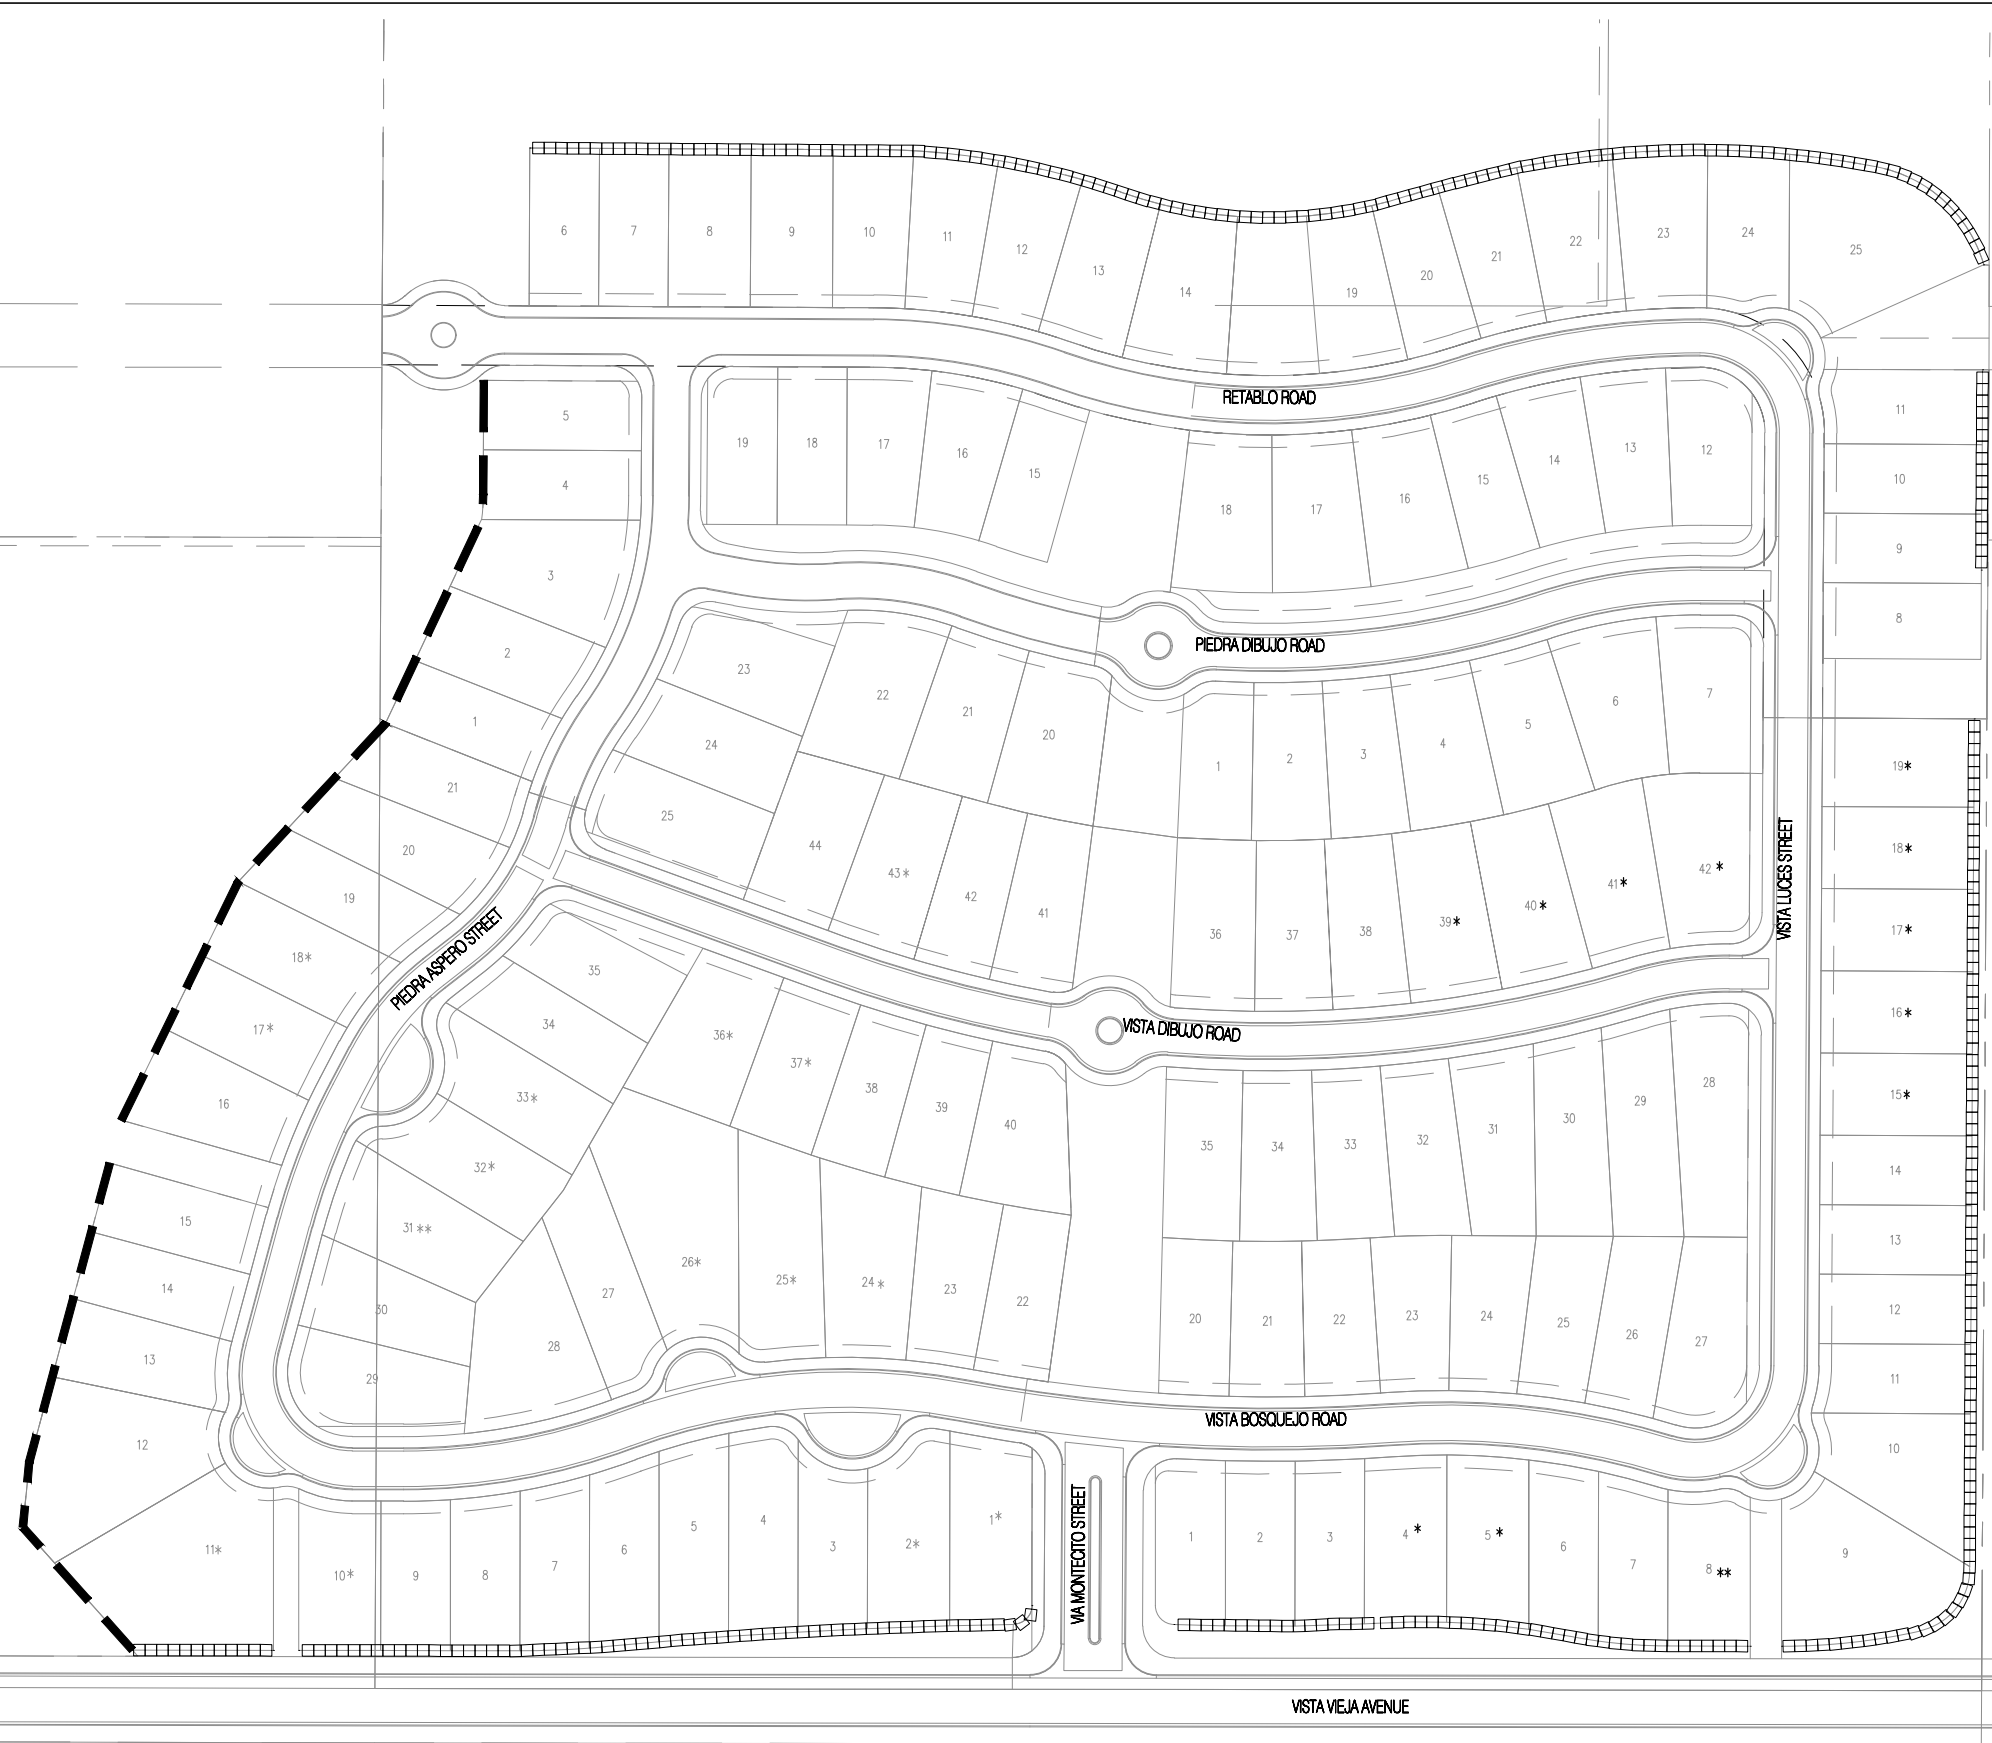 6 7 8 9 10 11 12 13 14 19 20 21 22 23 24 25
RETABLO ROAD
5
4
3
2
1
21
20
19
18*
17*
16
15
14
13
12
19 18 17 16 15
18 17 16 15 14 13 12
11
10
9
8
PIEDRA DIBUJO ROAD
23 22 21 20
24
25
44 43* 42 41
1 2 3 4 5 6 7
36 37 38 39* 40* 41* 42*
VISTA LUCES STREET
19*
18*
17*
16*
15*
14
13
12
11
10
PIEDRA ASPERO STREET
VISTA DIBUJO ROAD
35
34
33*
32*
31**
30
29
36* 37* 38 39 40
28 27 26* 25* 24* 23 22
35 34 33 32 31 30 29 28
20 21 22 23 24 25 26 27
VISTA BOSQUEJO ROAD
11* 10* 9 8 7 6 5 4 3 2* 1*
VIA MONTECITO STREET
1 2 3 4* 5* 6 7 8** 9
VISTA VIEJA AVENUE